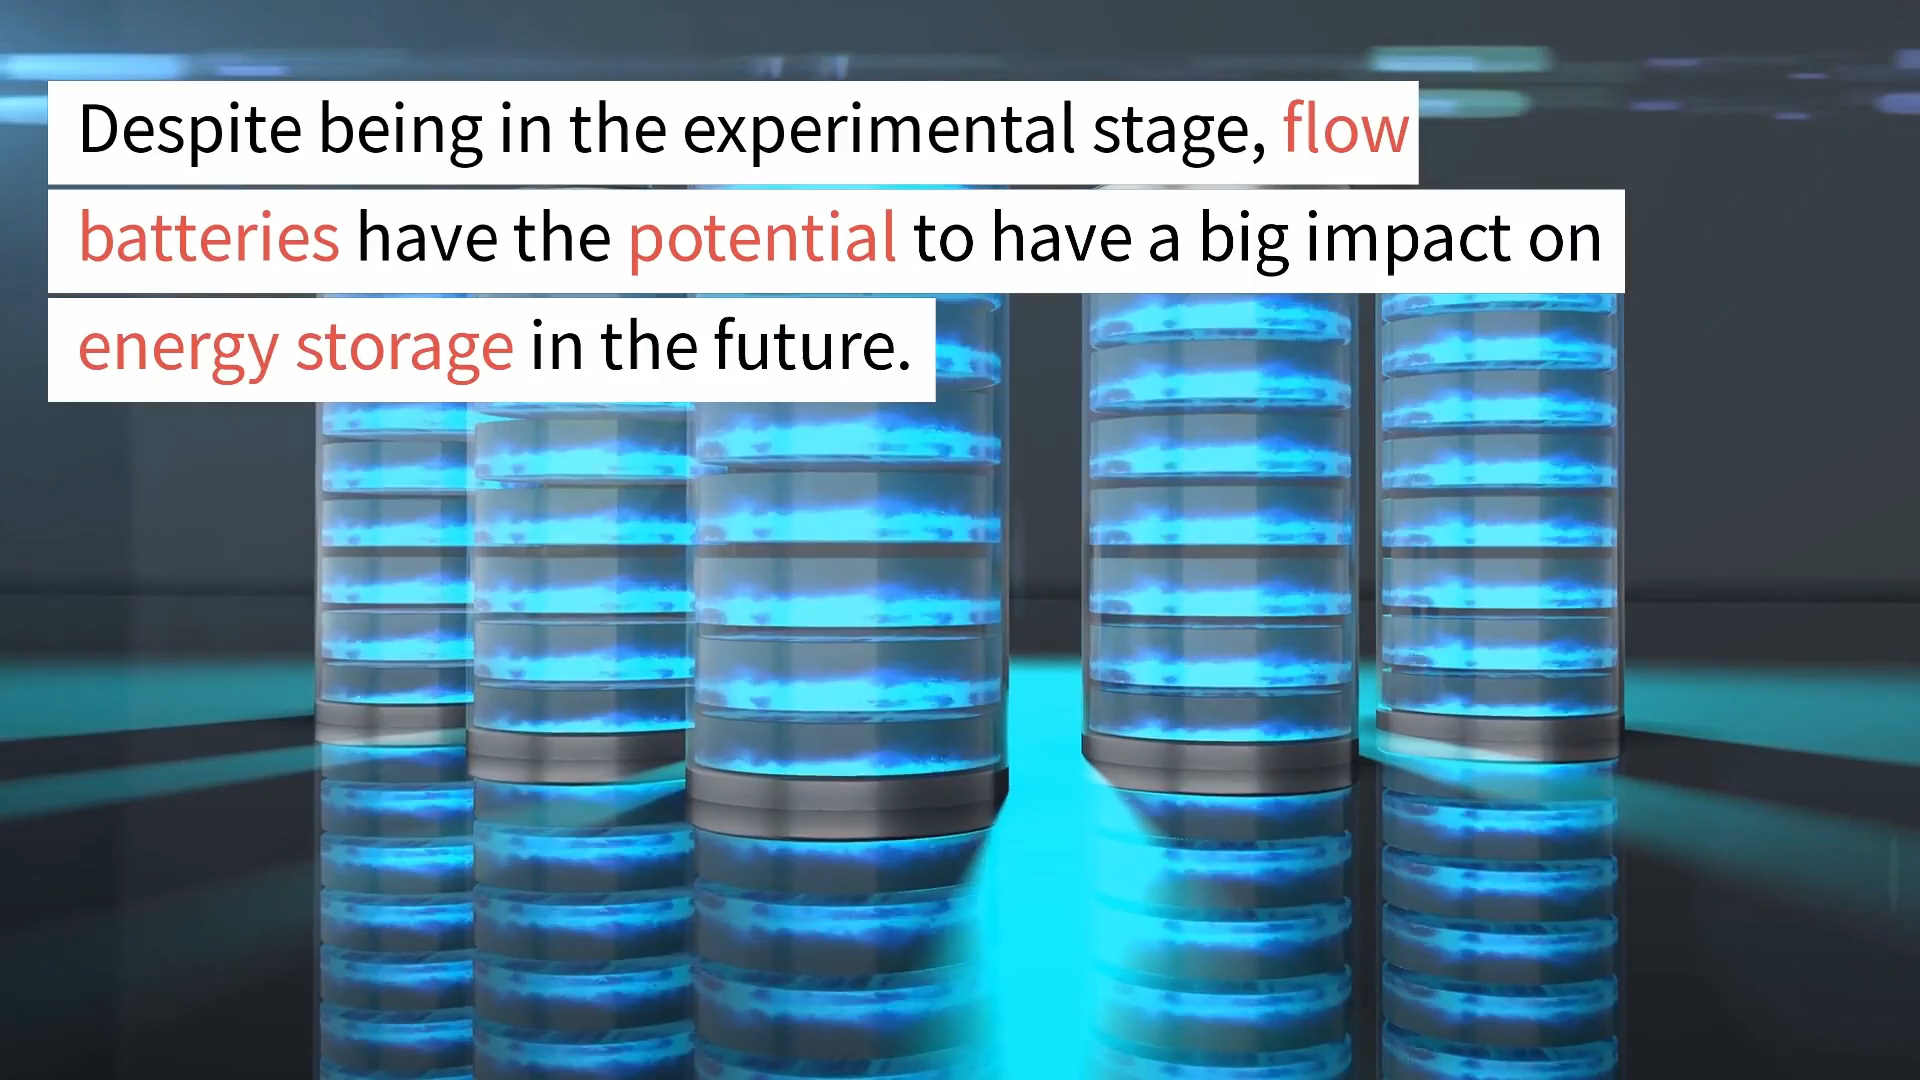 Despite being in the experimental stage, flow
batteries have the potential to have a big impact on
energy storage in the future.